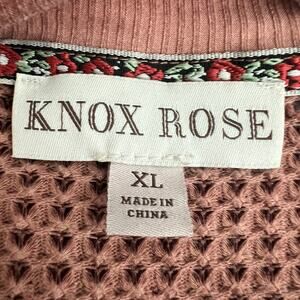 KNOX ROSE
XL
MADE IN
CHINA